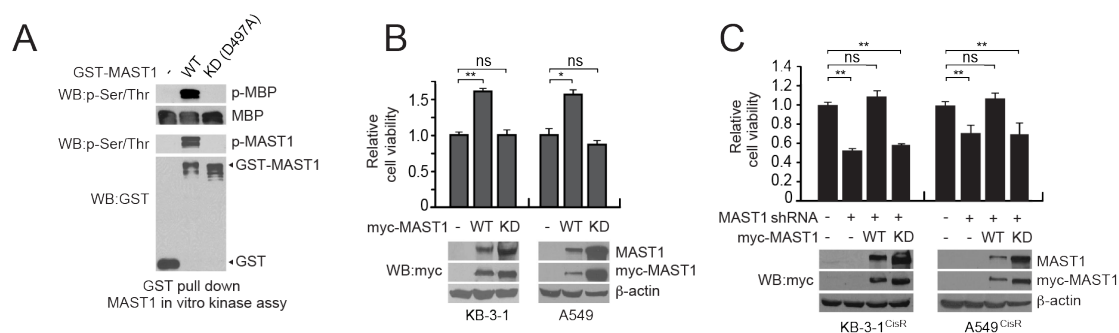 A
GST-MAST1 - WT KD (D497A)
WB:p-Ser/Thr p-MBP
MBP
WB:p-Ser/Thr p-MAST1
GST-MAST1
WB:GST
GST
GST pull down
MAST1 in vitro kinase assy
B
ns ns
** *
Relative
cell viability
1.5
1.0
0.5
0
myc-MAST1 - WT KD - WT KD
MAST1
WB:myc myc-MAST1
β-actin
KB-3-1 A549
C
** **
ns ns
** **
Relative
cell viability
1.4
1.2
1.0
0.8
0.6
0.4
0.2
0
MAST1 shRNA - + + + - + + +
myc-MAST1 - - WT KD - - WT KD
MAST1
WB:myc myc-MAST1
β-actin
KB-3-1CisR A549CisR